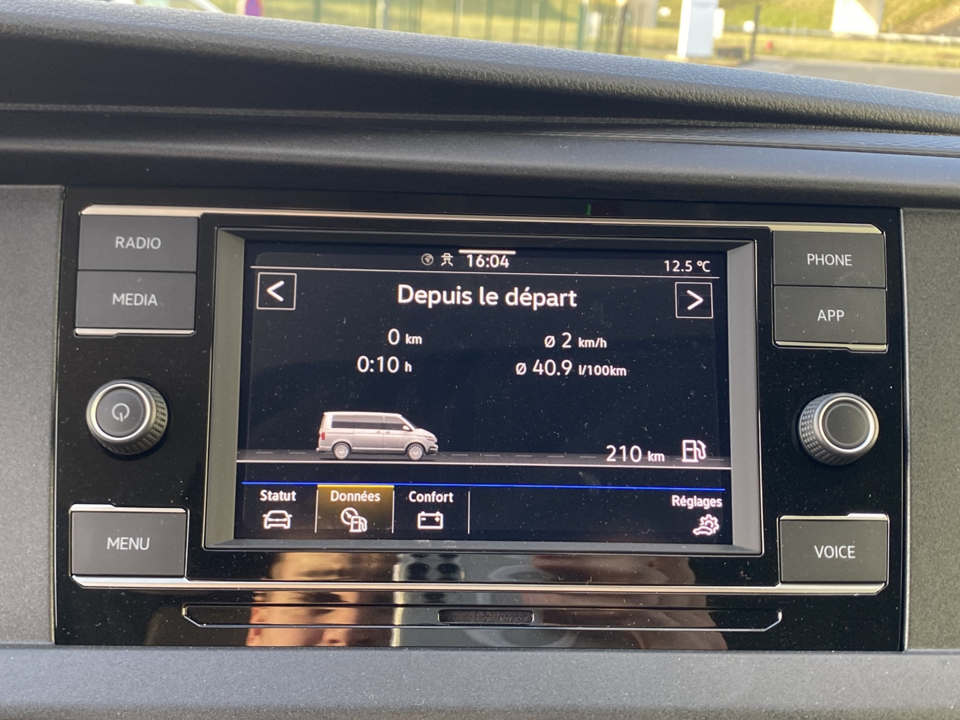 RADIO
MEDIA
MENU
16:04
12.5 °C
< Depuis le départ >
0 km
ø 2 km/h
0:10 h
ø 40.9 l/100km
210 km
Statut Données Confort Réglages
PHONE
APP
VOICE